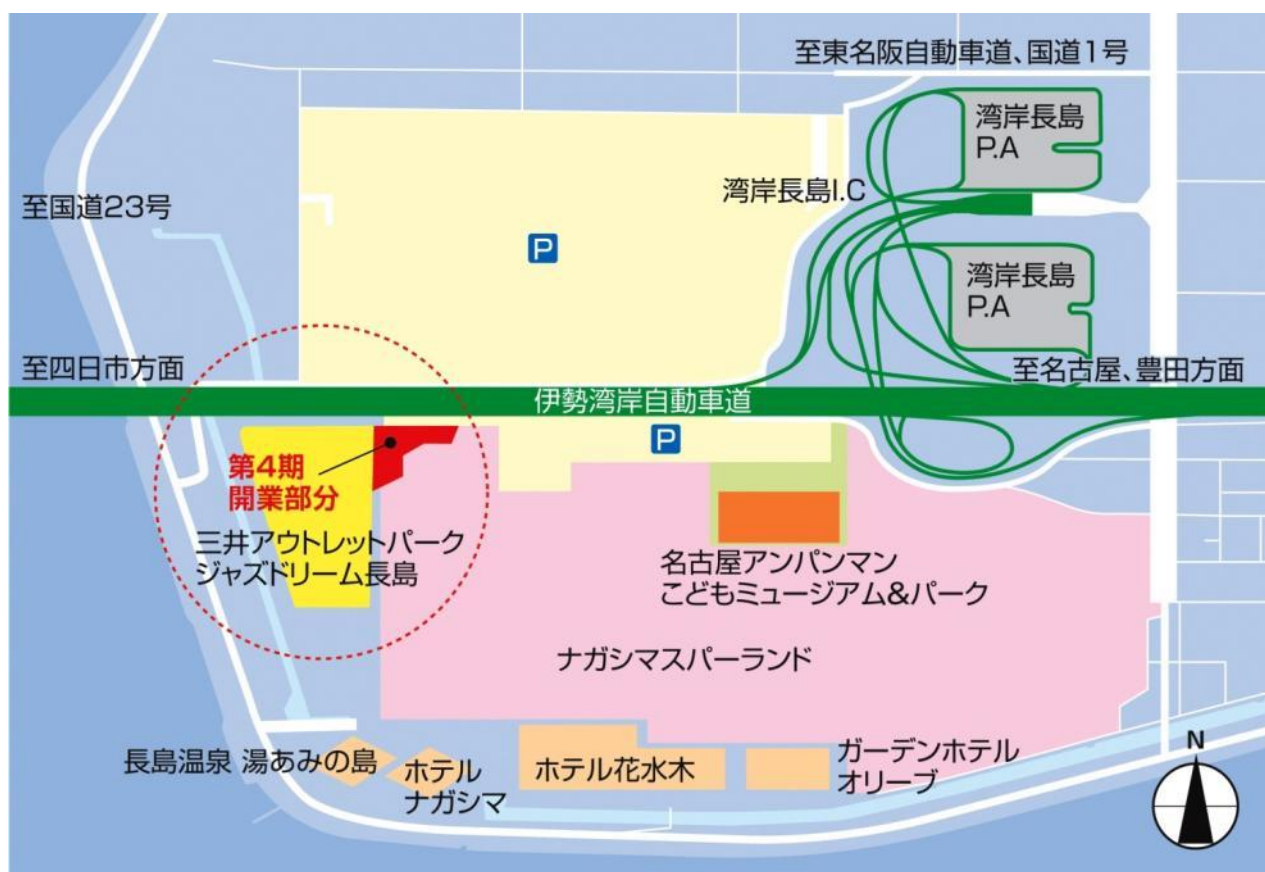 至東名阪自動車道、国道1号
湾岸長島
P.A
湾岸長島I.C
至国道23号
P
湾岸長島
P.A
至四日市方面
至名古屋、豊田方面
伊勢湾岸自動車道
P
第4期
開業部分
三井アウトレットパーク
ジャズドリーム長島
名古屋アンパンマン
こどもミュージアム&パーク
ナガシマスパーランド
長島温泉 湯あみの島
ホテル
ナガシマ
ホテル花水木
ガーデンホテル
オリーブ
N